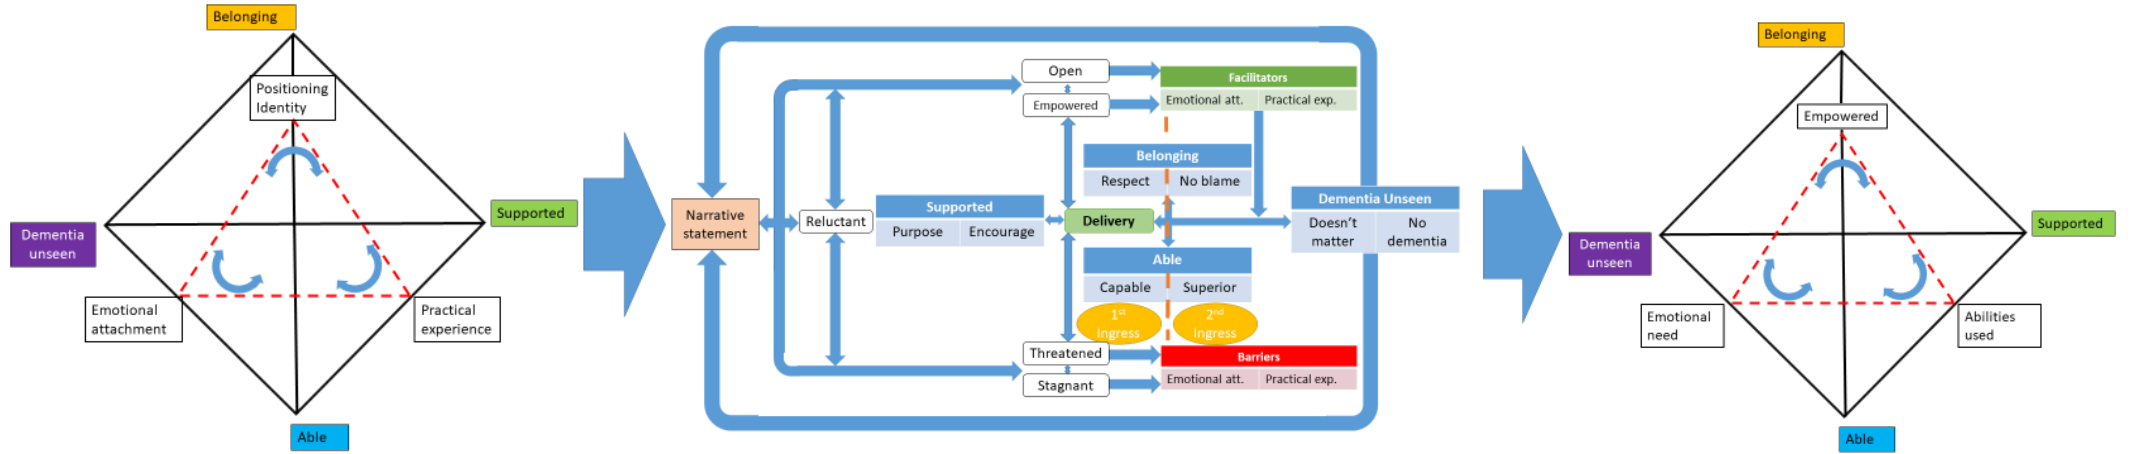 Belonging
Positioning
Identity
Supported
Dementia
unseen
Emotional
attachment
Practical
experience
Able
Narrative
statement
Reluctant
Open
Empowered
Facilitators
Emotional att.
Practical exp.
Belonging
Respect
No blame
Supported
Purpose
Encourage
Delivery
Dementia Unseen
Doesn't
matter
No
dementia
Able
Capable
Superior
1st
Ingress
2nd
Ingress
Threatened
Stagnant
Barriers
Emotional att.
Practical exp.
Belonging
Empowered
Supported
Dementia
unseen
Emotional
need
Abilities
used
Able